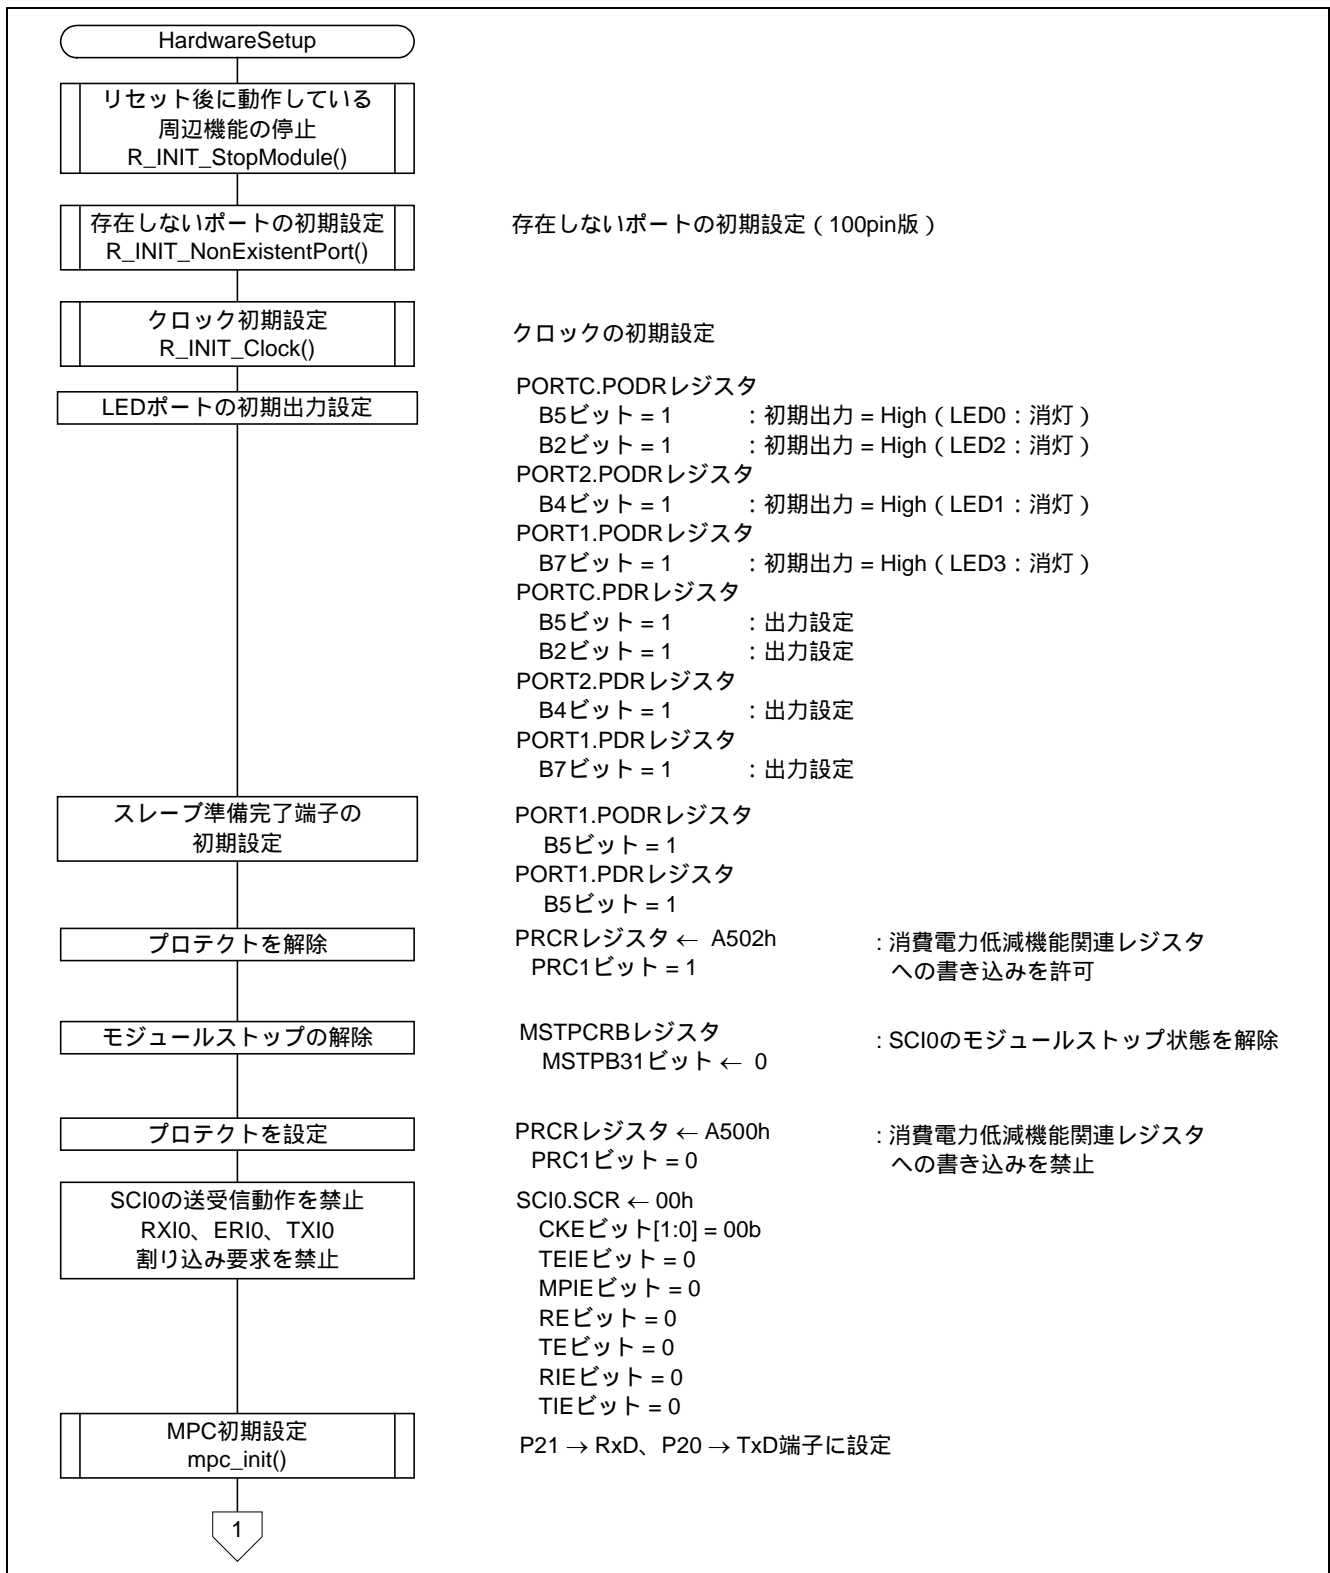 HardwareSetup
リセット後に動作している
周辺機能の停止
R_INIT_StopModule()
存在しないポートの初期設定
R_INIT_NonExistentPort()
存在しないポートの初期設定（100pin版）
クロック初期設定
R_INIT_Clock()
クロックの初期設定
LEDポートの初期出力設定
PORTC.PODRレジスタ
B5ビット = 1 ：初期出力 = High（LED0：消灯）
B2ビット = 1 ：初期出力 = High（LED2：消灯）
PORT2.PODRレジスタ
B4ビット = 1 ：初期出力 = High（LED1：消灯）
PORT1.PODRレジスタ
B7ビット = 1 ：初期出力 = High（LED3：消灯）
PORTC.PDRレジスタ
B5ビット = 1 ：出力設定
B2ビット = 1 ：出力設定
PORT2.PDRレジスタ
B4ビット = 1 ：出力設定
PORT1.PDRレジスタ
B7ビット = 1 ：出力設定
スレーブ準備完了端子の
初期設定
PORT1.PODRレジスタ
B5ビット = 1
PORT1.PDRレジスタ
B5ビット = 1
プロテクトを解除
PRCRレジスタ ← A502h ：消費電力低減機能関連レジスタ
PRC1ビット = 1 への書き込みを許可
モジュールストップの解除
MSTPCRBレジスタ ：SCI0のモジュールストップ状態を解除
MSTPB31ビット ← 0
プロテクトを設定
PRCRレジスタ ← A500h ：消費電力低減機能関連レジスタ
PRC1ビット = 0 への書き込みを禁止
SCI0の送受信動作を禁止
RXI0、ERI0、TXI0
割り込み要求を禁止
SCI0.SCR ← 00h
CKEビット[1:0] = 00b
TEIEビット = 0
MPIEビット = 0
REビット = 0
TEビット = 0
RIEビット = 0
TIEビット = 0
MPC初期設定
mpc_init()
P21 → RxD、P20 → TxD端子に設定
1